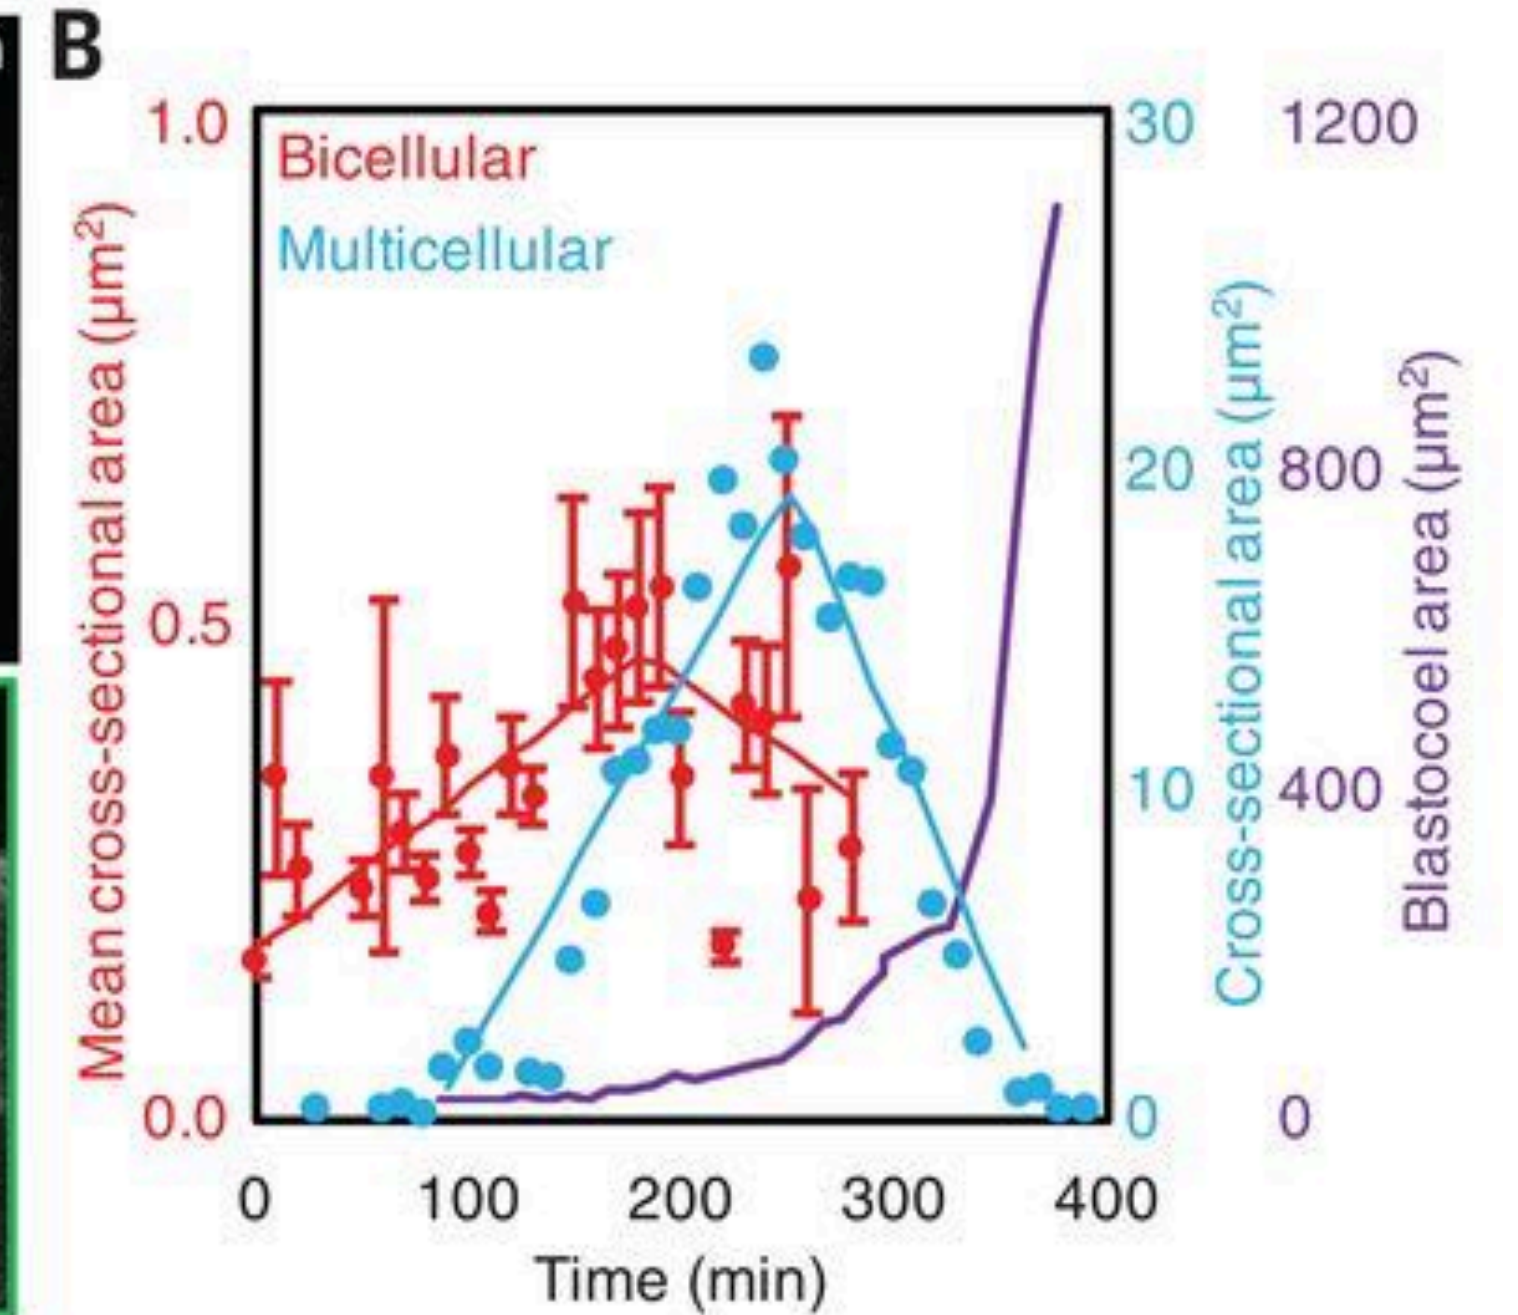 B
1.0
0.5
0.0
Mean cross-sectional area (µm²)
Bicellular
Multicellular
30
20
10
0
Cross-sectional area (µm²)
1200
800
400
0
Blastocoel area (µm²)
0 100 200 300 400
Time (min)